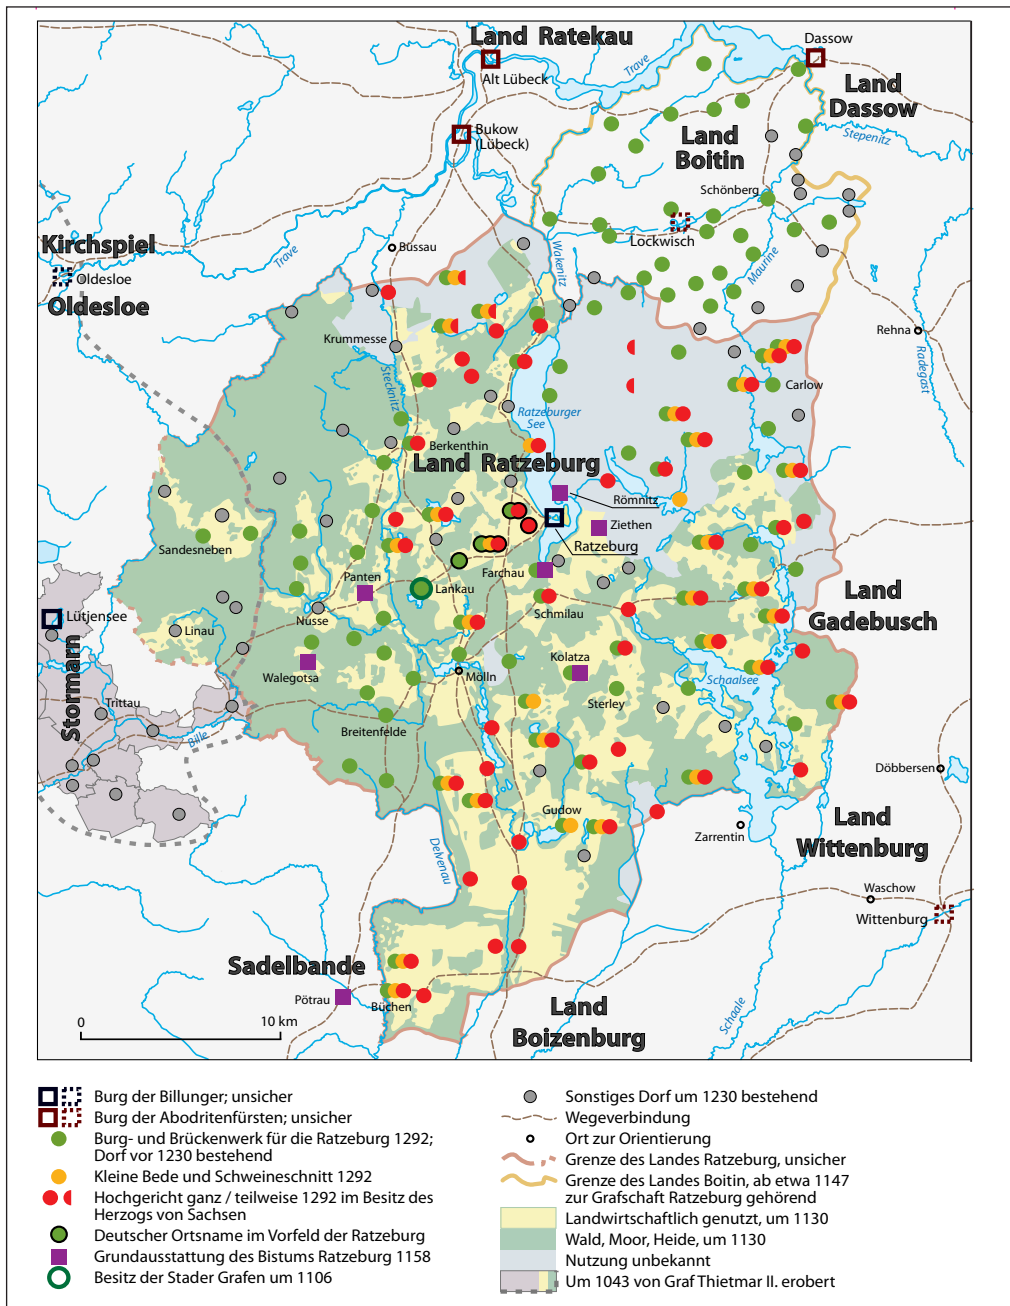 Land Ratekau
Dassow
Trave
Alt Lübeck
Land
Dassow
Bukow
(Lübeck)
Land
Boitin
Stepenitz
Schönberg
Kirchspiel
Oldesloe
Oldesloe
Büssau
Trave
Wakenitz
Lockwisch
Maurine
Krummesse
Rehna
Radegast
Stecknitz
Carlow
Ratzeburger
See
Berkenthin
Land Ratzeburg
Römnitz
Ziethen
Ratzeburg
Sandesneben
Panten
Farchau
Lankau
Schmilau
Land
Gadebusch
Lütjensee
Linau
Nusse
Stormarn
Walegotsa
Mölln
Kolatza
Schaalsee
Sterley
Trittau
Bille
Breitenfelde
Döbbersen
Gudow
Zarrentin
Land
Wittenburg
Delvenau
Waschow
Wittenburg
Sadelbande
Pötrau
Büchen
Land
Boizenburg
Schaale
0 10 km
Burg der Billunger; unsicher
Burg der Abodritenfürsten; unsicher
Burg- und Brückenwerk für die Ratzeburg 1292;
Dorf vor 1230 bestehend
Kleine Bede und Schweineschnitt 1292
Hochgericht ganz / teilweise 1292 im Besitz des
Herzogs von Sachsen
Deutscher Ortsname im Vorfeld der Ratzeburg
Grundausstattung des Bistums Ratzeburg 1158
Besitz der Stader Grafen um 1106
Sonstiges Dorf um 1230 bestehend
Wegeverbindung
Ort zur Orientierung
Grenze des Landes Ratzeburg, unsicher
Grenze des Landes Boitin, ab etwa 1147
zur Grafschaft Ratzeburg gehörend
Landwirtschaftlich genutzt, um 1130
Wald, Moor, Heide, um 1130
Nutzung unbekannt
Um 1043 von Graf Thietmar II. erobert